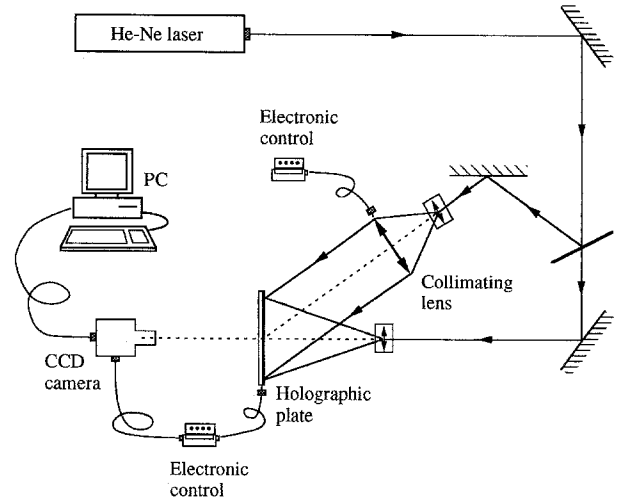 He-Ne laser
Electronic
control
PC
Collimating
lens
CCD
camera
Holographic
plate
Electronic
control